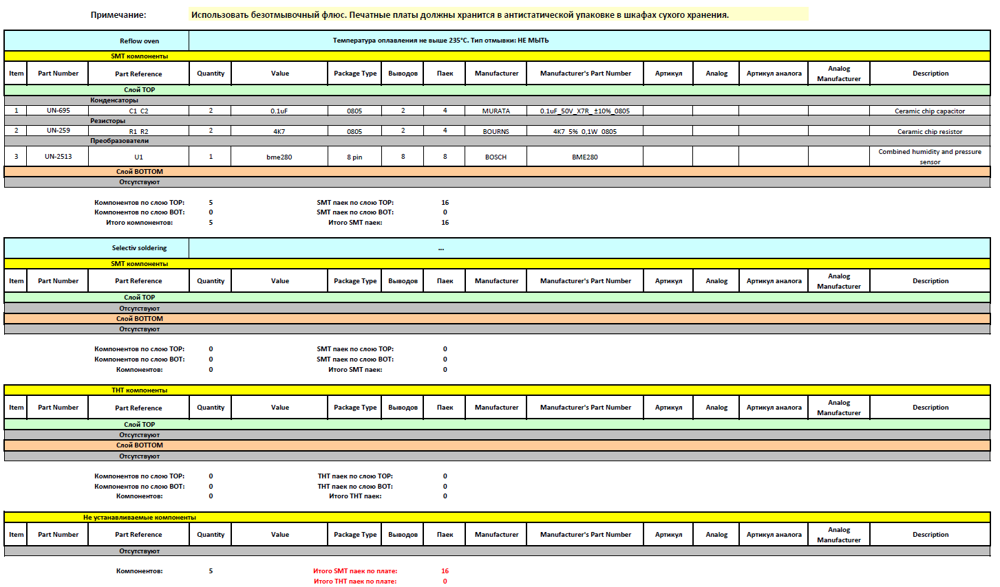 Примечание: Использовать безотмывочный флюс. Печатные платы должны хранится в антистатической упаковке в шкафах сухого хранения.
Reflow oven Температура оплавления не выше 235°С. Тип отмывки: НЕ МЫТЬ
SMT компоненты
Item Part Number Part Reference Quantity Value Package Type Выводов Паек Manufacturer Manufacturer's Part Number Артикул Analog Артикул аналога Analog Manufacturer Description
Слой TOP
Конденсаторы
1 UN-695 C1 C2 2 0.1uF 0805 2 4 MURATA 0.1uF_50V_X7R_±10%_0805 Ceramic chip capacitor
Резисторы
2 UN-259 R1 R2 2 4K7 0805 2 4 BOURNS 4K7 5% 0,1W 0805 Ceramic chip resistor
Преобразователи
3 UN-2513 U1 1 bme280 8 pin 8 8 BOSCH BME280 Combined humidity and pressure sensor
Слой BOTTOM
Отсутствуют
Компонентов по слою TOP: 5 SMT паек по слою TOP: 16
Компонентов по слою BOT: 0 SMT паек по слою BOT: 0
Итого компонентов: 5 Итого SMT паек: 16
Selectiv soldering ...
SMT компоненты
Item Part Number Part Reference Quantity Value Package Type Выводов Паек Manufacturer Manufacturer's Part Number Артикул Analog Артикул аналога Analog Manufacturer Description
Слой TOP
Отсутствуют
Слой BOTTOM
Отсутствуют
Компонентов по слою TOP: 0 SMT паек по слою TOP: 0
Компонентов по слою BOT: 0 SMT паек по слою BOT: 0
Компонентов: 0 Итого SMT паек: 0
THT компоненты
Item Part Number Part Reference Quantity Value Package Type Выводов Паек Manufacturer Manufacturer's Part Number Артикул Analog Артикул аналога Analog Manufacturer Description
Слой TOP
Отсутствуют
Слой BOTTOM
Отсутствуют
Компонентов по слою TOP: 0 THT паек по слою TOP: 0
Компонентов по слою BOT: 0 THT паек по слою BOT: 0
Компонентов: 0 Итого THT паек: 0
Не устанавливаемые компоненты
Item Part Number Part Reference Quantity Value Package Type Выводов Паек Manufacturer Manufacturer's Part Number Артикул Analog Артикул аналога Analog Manufacturer Description
Отсутствуют
Компонентов: 5 Итого SMT паек по плате: 16
Итого THT паек по плате: 0